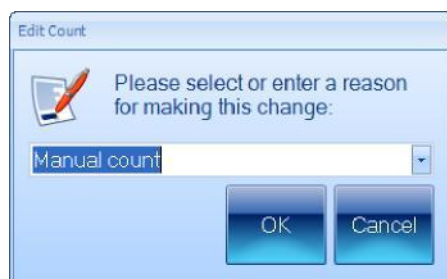 Edit Count
Please select or enter a reason
for making this change:
Manual count
OK Cancel